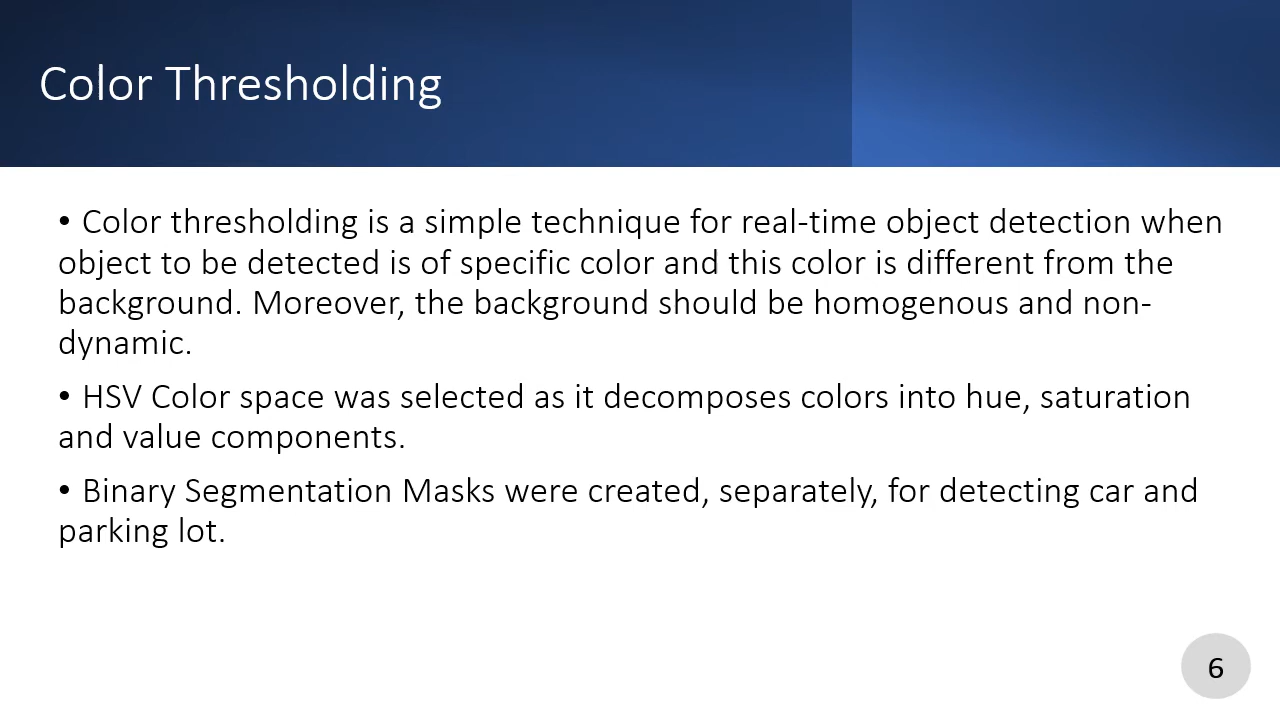 Color Thresholding
• Color thresholding is a simple technique for real-time object detection when
object to be detected is of specific color and this color is different from the
background. Moreover, the background should be homogenous and non-
dynamic.
• HSV Color space was selected as it decomposes colors into hue, saturation
and value components.
• Binary Segmentation Masks were created, separately, for detecting car and
parking lot.
6